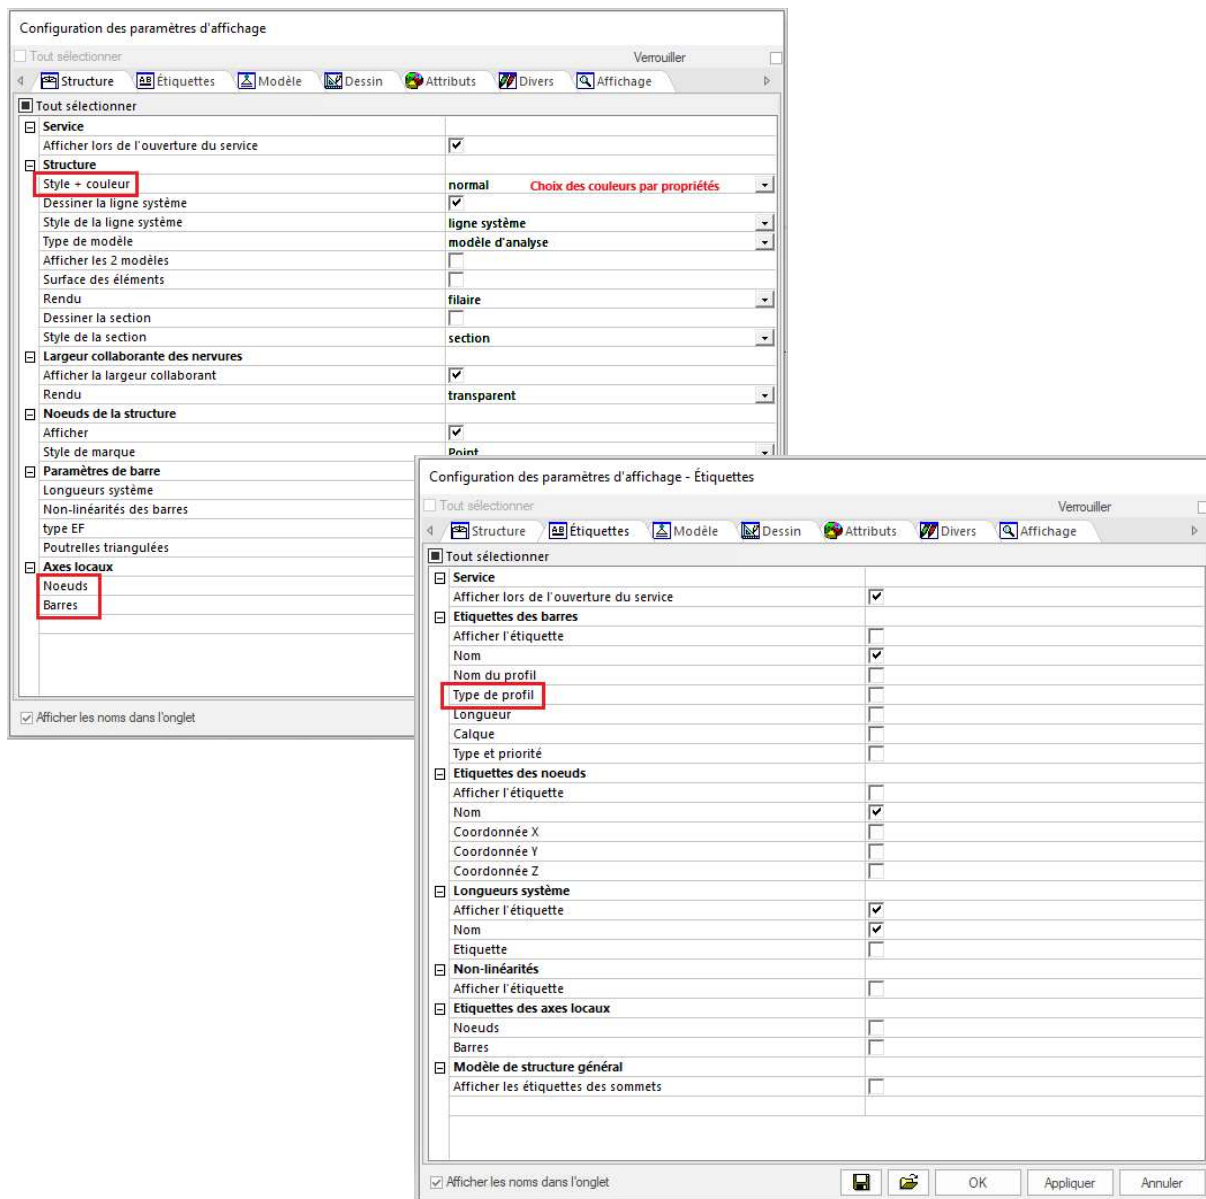 Configuration des paramètres d'affichage
Tout sélectionner Verrouiller
Structure Étiquettes Modèle Dessin Attributs Divers Affichage
Tout sélectionner
Service
Afficher lors de l'ouverture du service
Structure
Style + couleur normal Choix des couleurs par propriétés
Dessiner la ligne système
Style de la ligne système ligne système
Type de modèle modèle d'analyse
Afficher les 2 modèles
Surface des éléments
Rendu filaire
Dessiner la section
Style de la section section
Largeur collaborante des nervures
Afficher la largeur collaborant
Rendu transparent
Noeuds de la structure
Afficher
Style de marque Point
Paramètres de barre
Longueurs système
Non-linéarités des barres
type EF
Poutrelles triangulées
Axes locaux
Noeuds
Barres
Afficher les noms dans l'onglet
Configuration des paramètres d'affichage - Étiquettes
Tout sélectionner Verrouiller
Structure Étiquettes Modèle Dessin Attributs Divers Affichage
Tout sélectionner
Service
Afficher lors de l'ouverture du service
Etiquettes des barres
Afficher l'étiquette
Nom
Nom du profil
Type de profil
Longueur
Calque
Type et priorité
Etiquettes des noeuds
Afficher l'étiquette
Nom
Coordonnée X
Coordonnée Y
Coordonnée Z
Longueurs système
Afficher l'étiquette
Nom
Etiquette
Non-linéarités
Afficher l'étiquette
Etiquettes des axes locaux
Noeuds
Barres
Modèle de structure général
Afficher les étiquettes des sommets
Afficher les noms dans l'onglet OK Appliquer Annuler